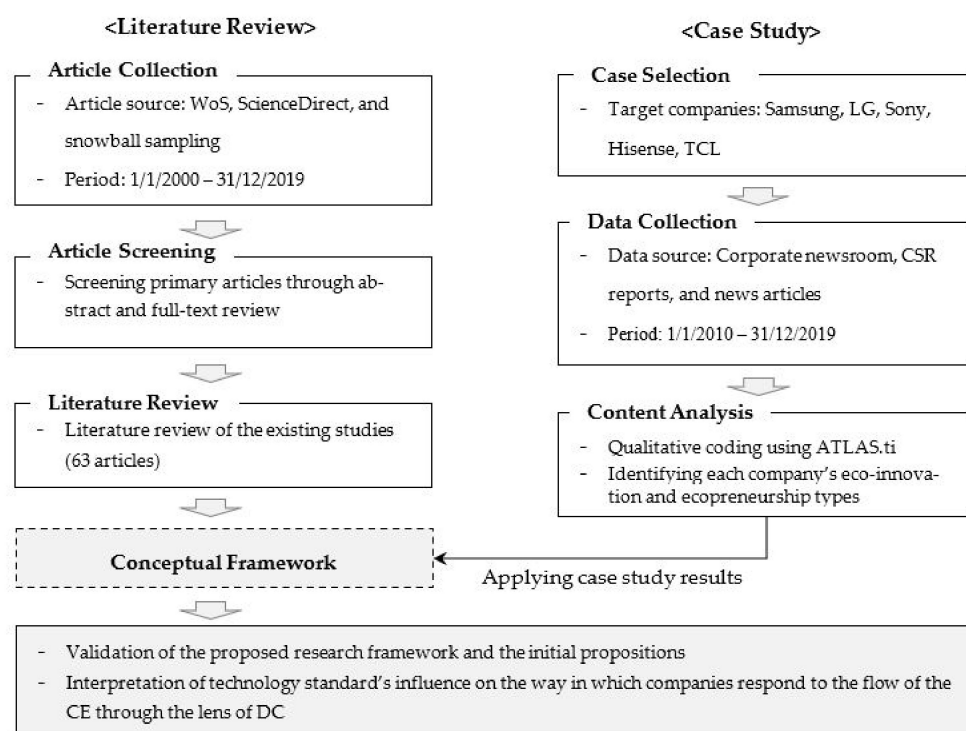 <Literature Review>
Article Collection
- Article source: WoS, ScienceDirect, and
snowball sampling
- Period: 1/1/2000 – 31/12/2019
Article Screening
- Screening primary articles through ab-
stract and full-text review
Literature Review
- Literature review of the existing studies
(63 articles)
Conceptual Framework
<Case Study>
Case Selection
- Target companies: Samsung, LG, Sony,
Hisense, TCL
Data Collection
- Data source: Corporate newsroom, CSR
reports, and news articles
- Period: 1/1/2010 – 31/12/2019
Content Analysis
- Qualitative coding using ATLAS.ti
- Identifying each company's eco-innova-
tion and ecopreneurship types
Applying case study results
- Validation of the proposed research framework and the initial propositions
- Interpretation of technology standard's influence on the way in which companies respond to the flow of the
CE through the lens of DC